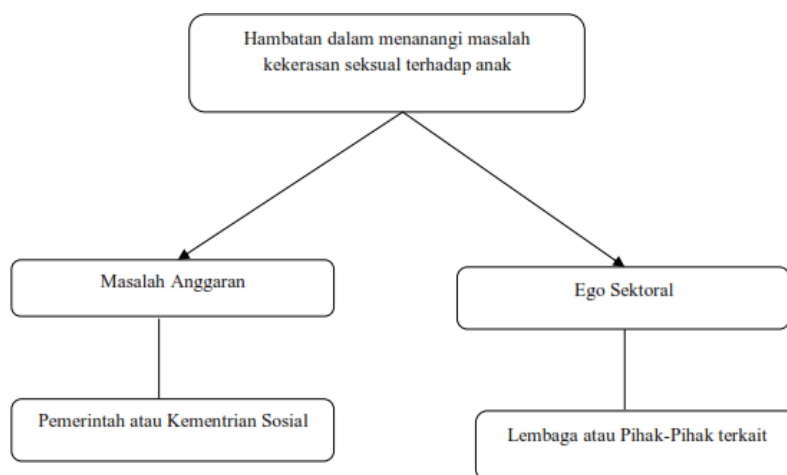 Hambatan dalam menanangi masalah
kekerasan seksual terhadap anak
Masalah Anggaran
Ego Sektoral
Pemerintah atau Kementrian Sosial
Lembaga atau Pihak-Pihak terkait